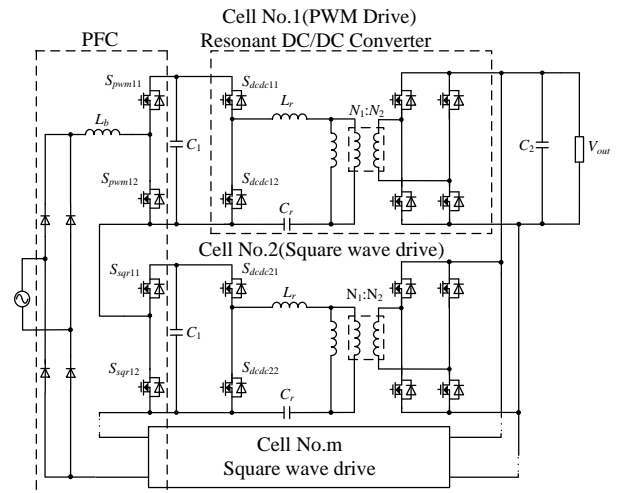 Cell No.1(PWM Drive)
PFC
Resonant DC/DC Converter
Spwm11
Sdcdc11
Lr
N1:N2
Lb
C1
C2
Vout
Spwm12
Sdcdc12
Cr
Cell No.2(Square wave drive)
Ssqr11
Sdcdc21
Lr
N1:N2
C1
Ssqr12
Sdcdc22
Cr
Cell No.m
Square wave drive